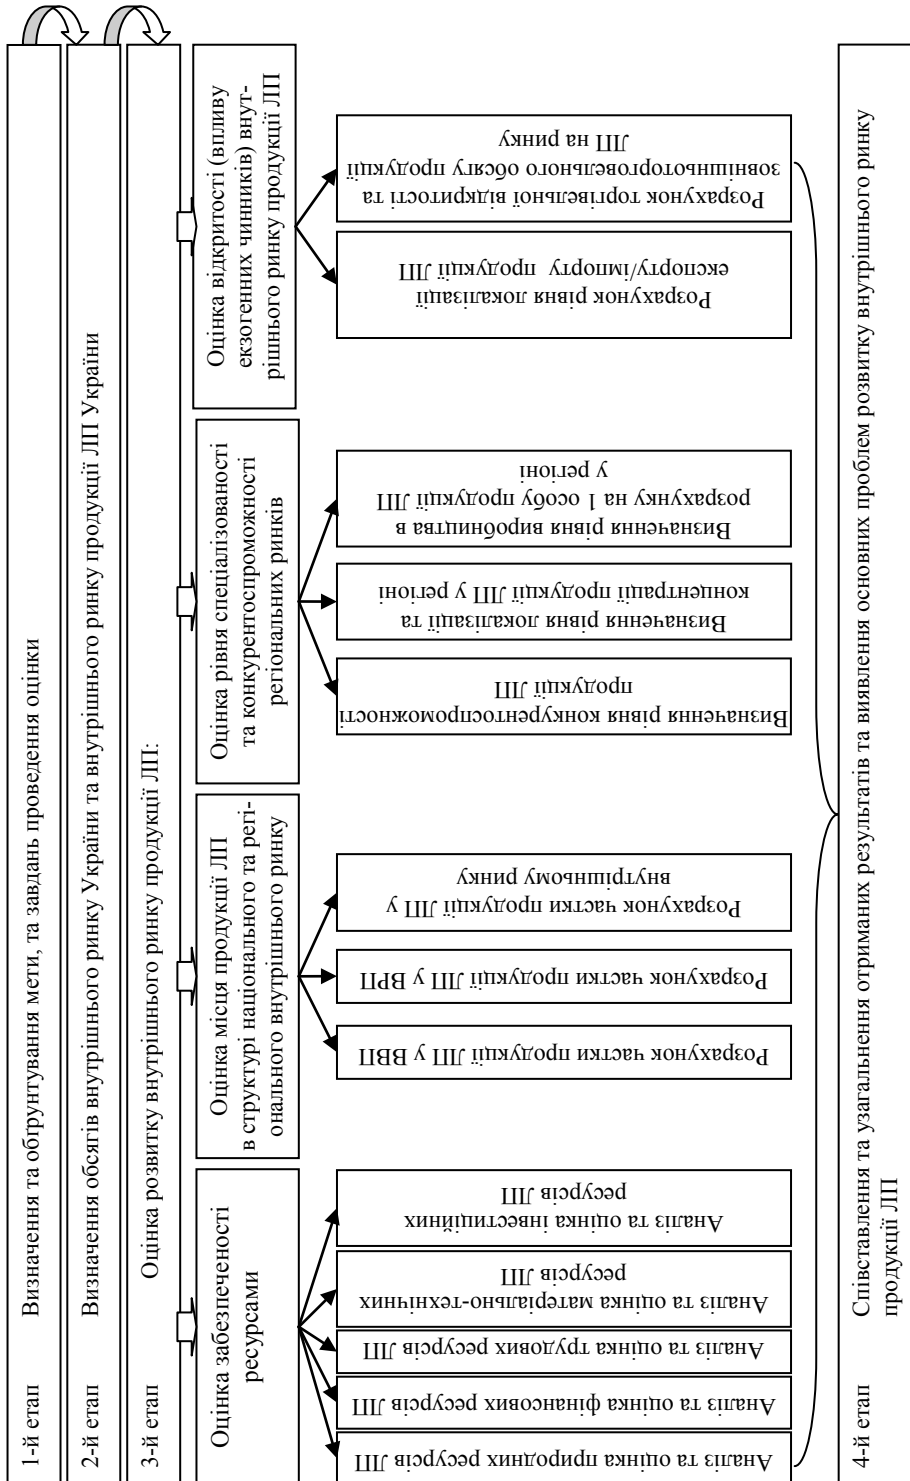 1-й етап Визначення та обґрунтування мети, та завдань проведення оцінки
2-й етап Визначення обсягів внутрішнього ринку України та внутрішнього ринку продукції ЛП України
3-й етап Оцінка розвитку внутрішнього ринку продукції ЛП:
Оцінка забезпеченості
ресурсами
Оцінка місця продукції ЛП
в структурі національного та регі-
онального внутрішнього ринку
Оцінка рівня спеціалізованості
та конкурентоспроможності
регіональних ринків
Оцінка відкритості (впливу
екзогенних чинників) внут-
рішнього ринку продукції ЛП
Аналіз та оцінка природних ресурсів ЛП
Аналіз та оцінка фінансових ресурсів ЛП
Аналіз та оцінка трудових ресурсів ЛП
Аналіз та оцінка матеріально-технічних
ресурсів ЛП
Аналіз та оцінка інвестиційних
ресурсів ЛП
Розрахунок частки продукції ЛП у ВВП
Розрахунок частки продукції ЛП у ВРП
Розрахунок частки продукції ЛП у
внутрішньому ринку
Визначення рівня конкурентоспроможності
продукції ЛП
Визначення рівня локалізації та
концентрації продукції ЛП у регіоні
Визначення рівня виробництва в
розрахунку на 1 особу продукції ЛП
у регіоні
Розрахунок рівня локалізації
експорту/імпорту продукції ЛП
Розрахунок торгівельної відкритості та
зовнішньоторговельного обсягу продукції
ЛП на ринку
4-й етап Співставлення та узагальнення отриманих результатів та виявлення основних проблем розвитку внутрішнього ринку
продукції ЛП